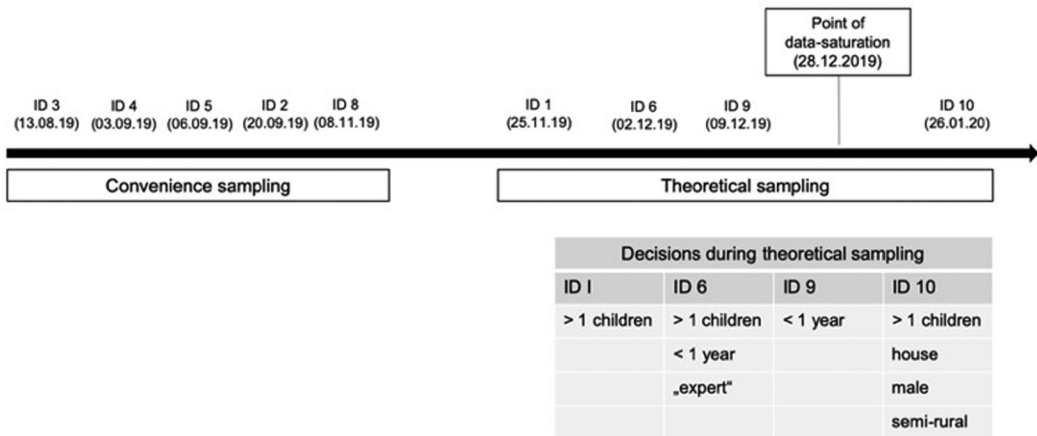 Point of
data-saturation
(28.12.2019)
ID 3 ID 4 ID 5 ID 2 ID 8 ID 1 ID 6 ID 9 ID 10
(13.08.19) (03.09.19) (06.09.19) (20.09.19) (08.11.19) (25.11.19) (02.12.19) (09.12.19) (26.01.20)
Convenience sampling Theoretical sampling
Decisions during theoretical sampling
ID I ID 6 ID 9 ID 10
> 1 children > 1 children < 1 year > 1 children
< 1 year house
„expert“ male
semi-rural